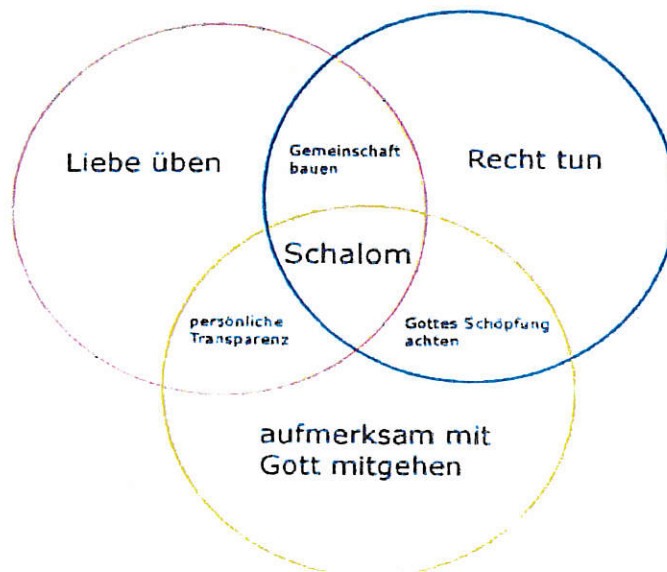 Liebe üben
Gemeinschaft
bauen
Recht tun
Schalom
persönliche
Transparenz
Gottes Schöpfung
achten
aufmerksam mit
Gott mitgehen